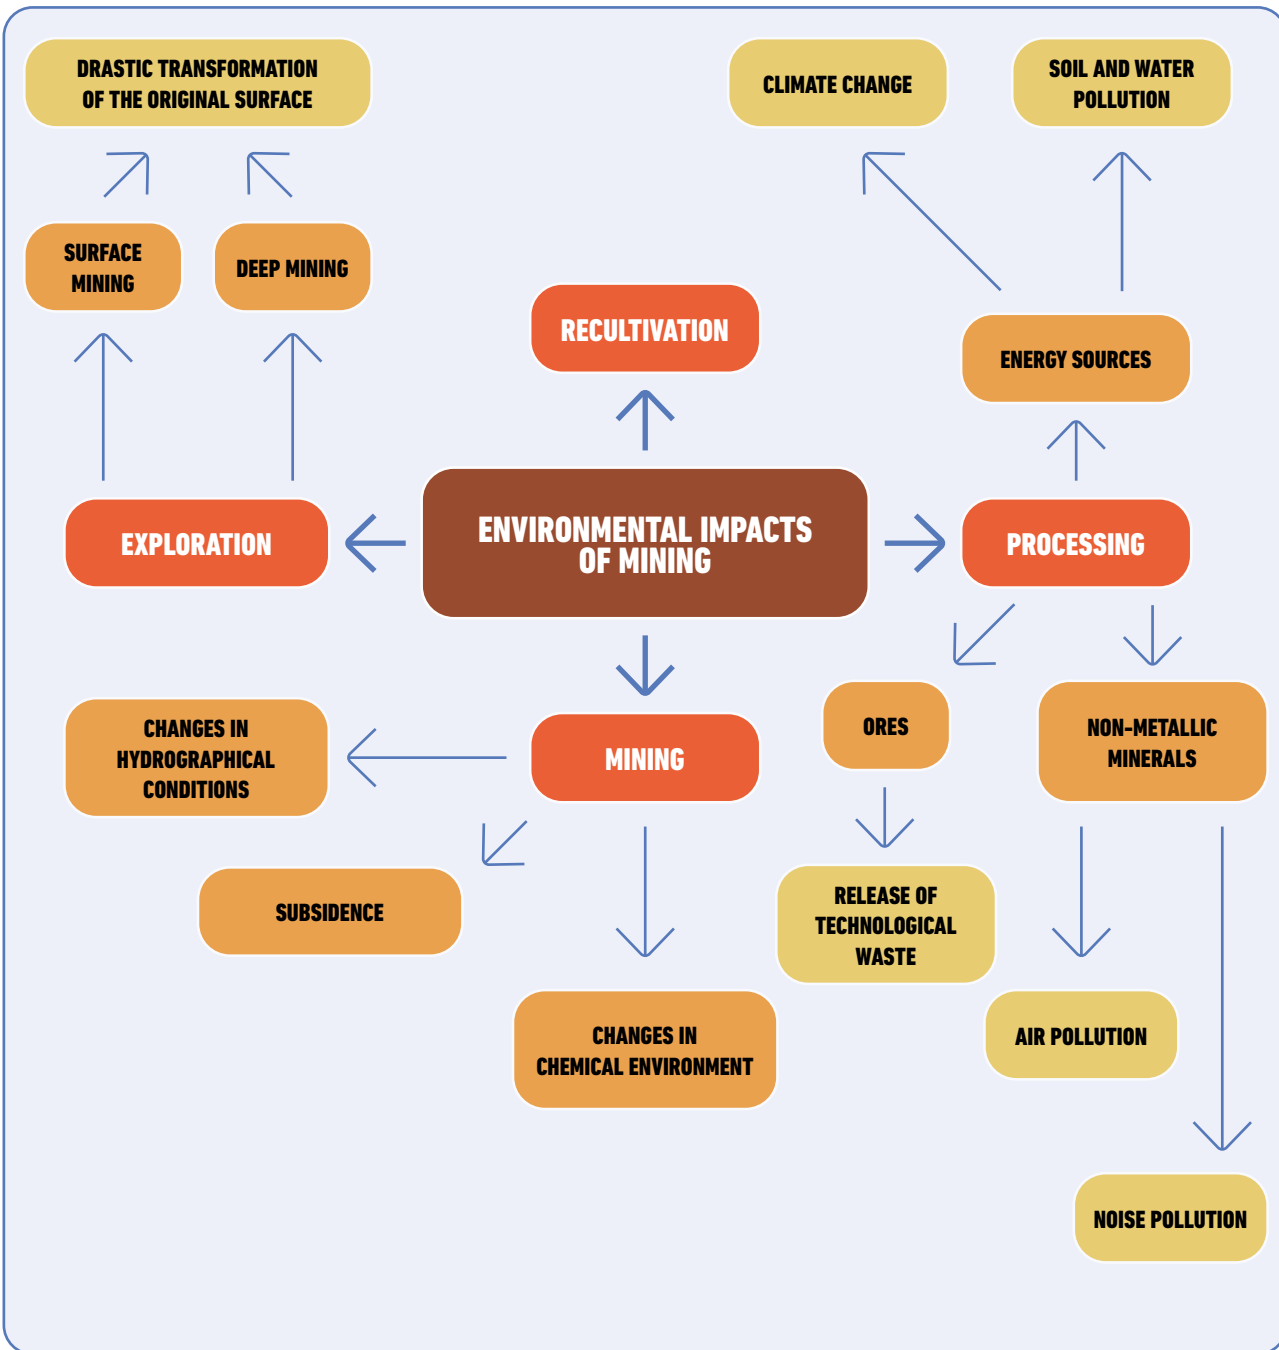 DRASTIC TRANSFORMATION
OF THE ORIGINAL SURFACE
CLIMATE CHANGE
SOIL AND WATER
POLLUTION
SURFACE
MINING
DEEP MINING
RECULTIVATION
ENERGY SOURCES
EXPLORATION
ENVIRONMENTAL IMPACTS
OF MINING
PROCESSING
CHANGES IN
HYDROGRAPHICAL
CONDITIONS
MINING
ORES
NON-METALLIC
MINERALS
SUBSIDENCE
RELEASE OF
TECHNOLOGICAL
WASTE
CHANGES IN
CHEMICAL ENVIRONMENT
AIR POLLUTION
NOISE POLLUTION